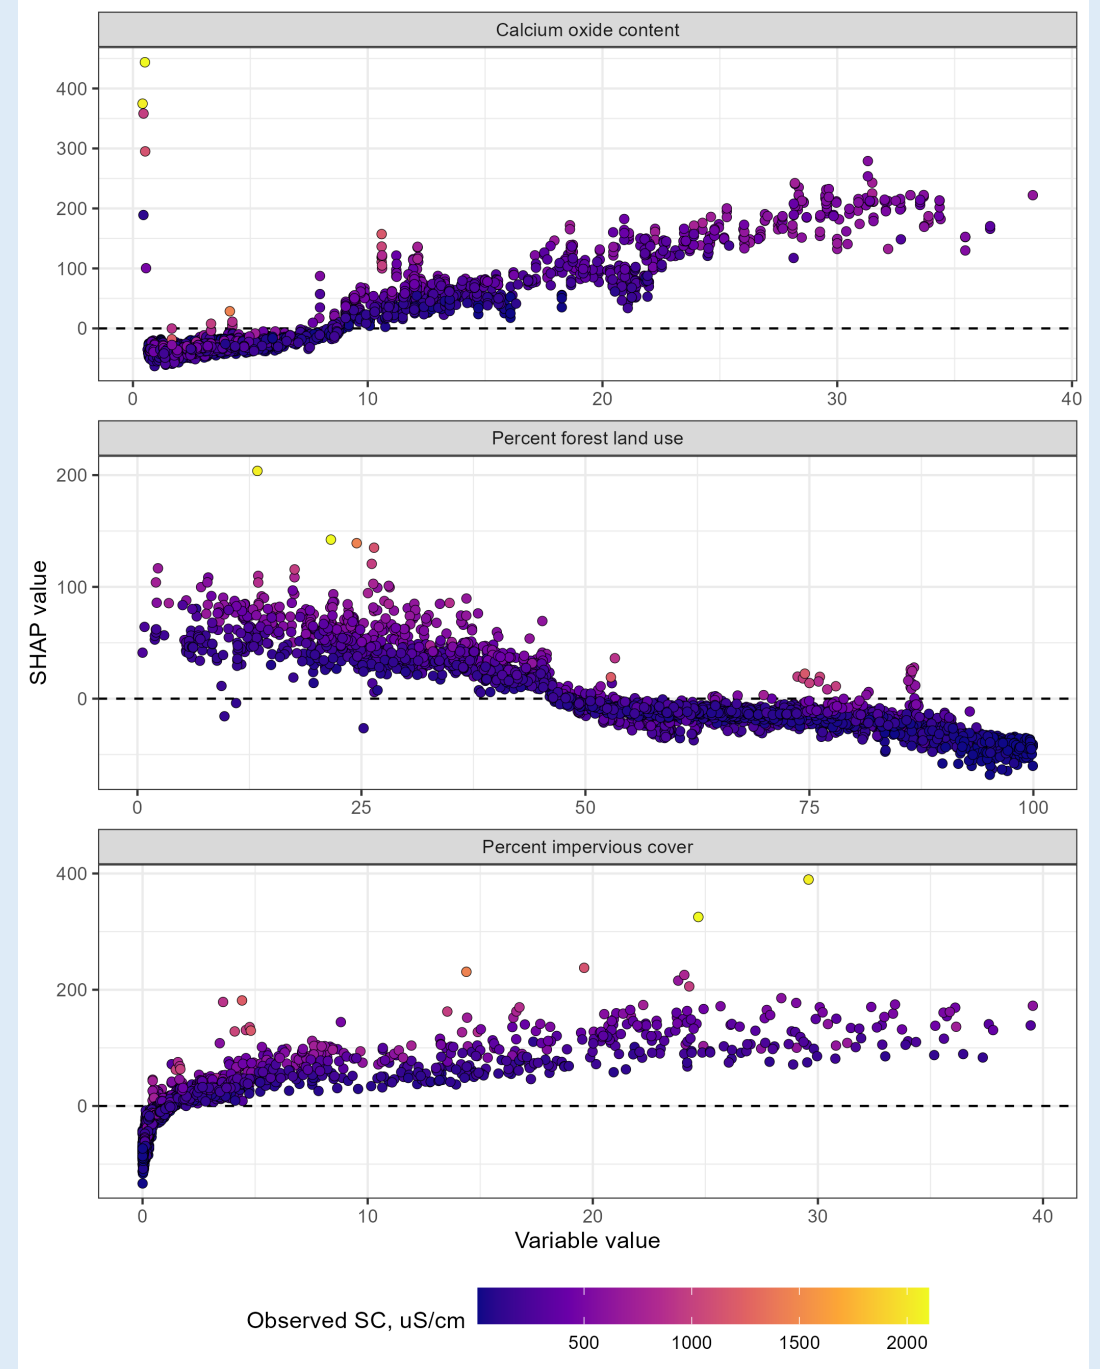 Calcium oxide content
400
300
200
100
0
0 10 20 30 40
Percent forest land use
200
100
0
0 25 50 75 100
SHAP value
Percent impervious cover
400
200
0
0 10 20 30 40
Variable value
Observed SC, uS/cm
500 1000 1500 2000